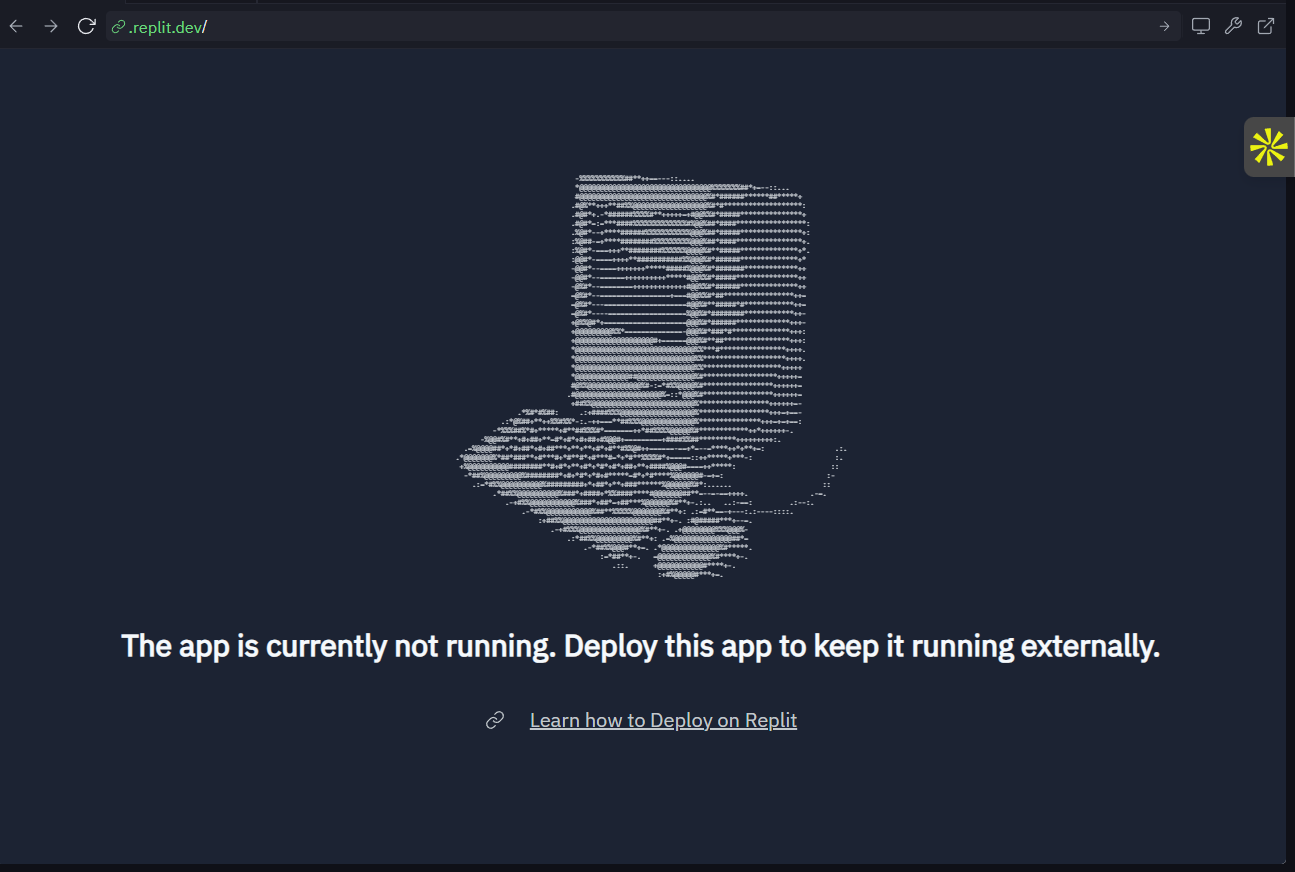 .replit.dev/
The app is currently not running. Deploy this app to keep it running externally.
Learn how to Deploy on Replit